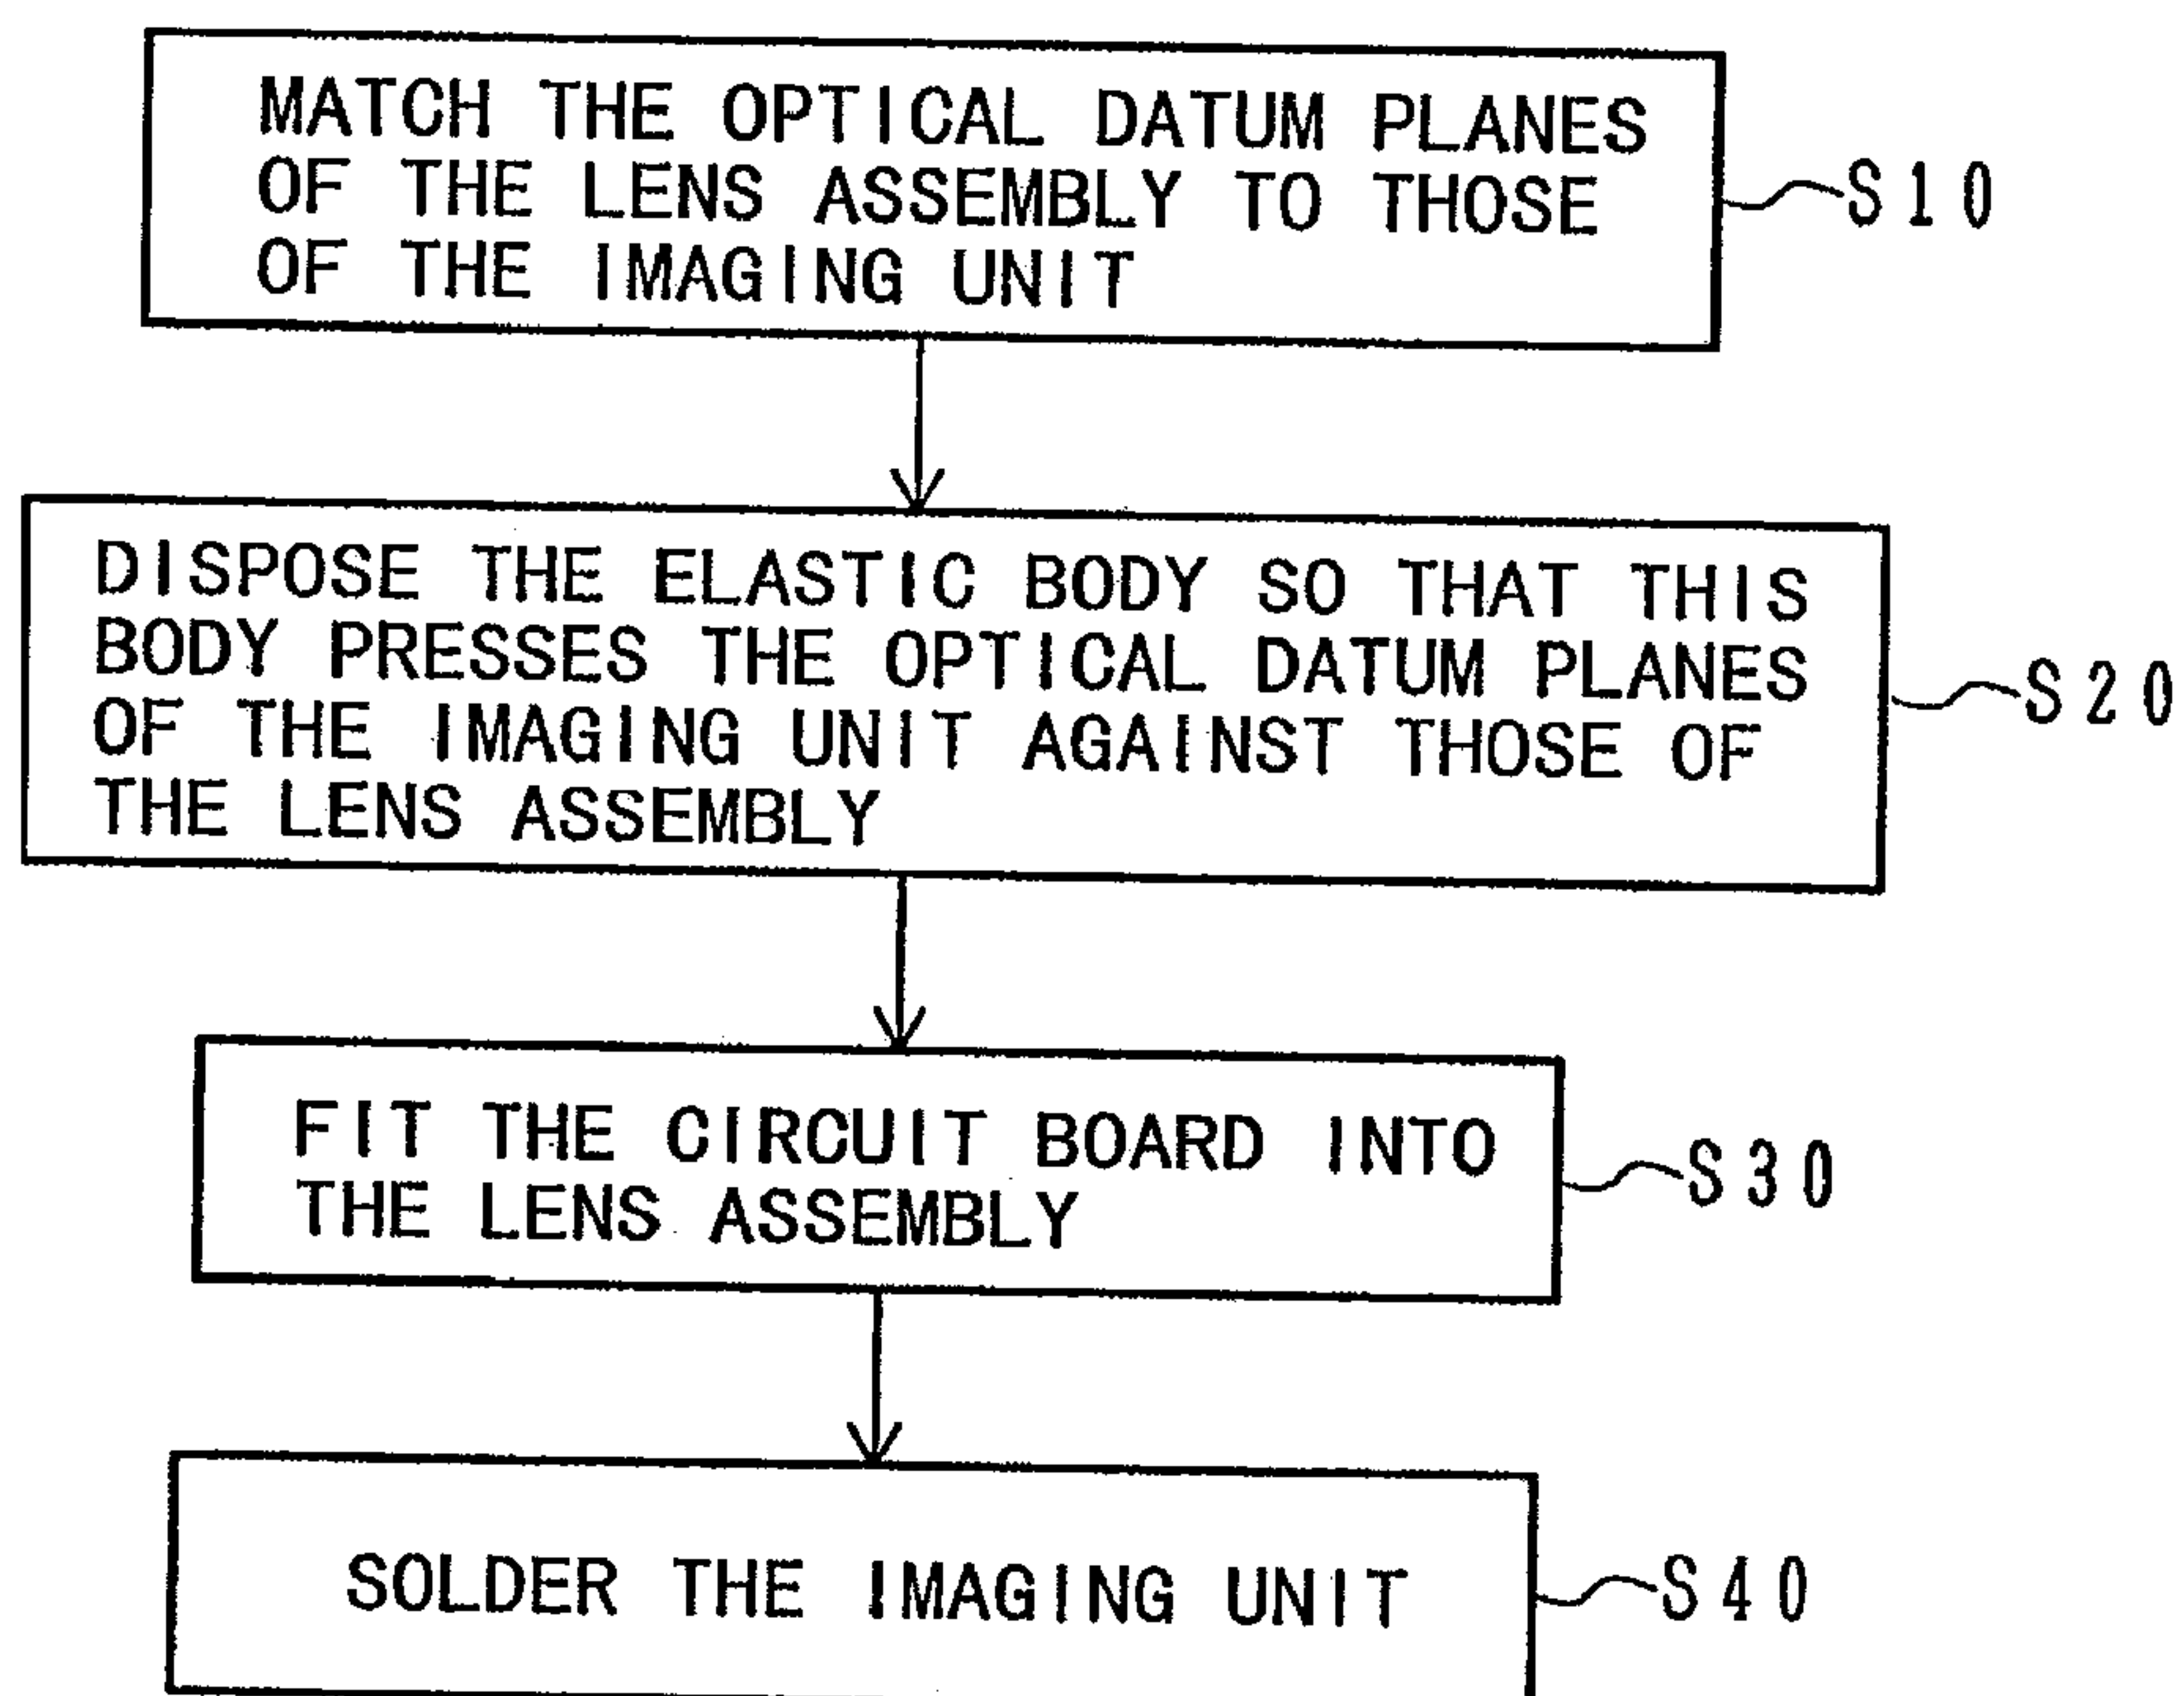 MATCH THE OPTICAL DATUM PLANES
OF THE LENS ASSEMBLY TO THOSE
OF THE IMAGING UNIT
S10
DISPOSE THE ELASTIC BODY SO THAT THIS
BODY PRESSES THE OPTICAL DATUM PLANES
OF THE IMAGING UNIT AGAINST THOSE OF
THE LENS ASSEMBLY
S20
FIT THE CIRCUIT BOARD INTO
THE LENS ASSEMBLY
S30
SOLDER THE IMAGING UNIT
S40